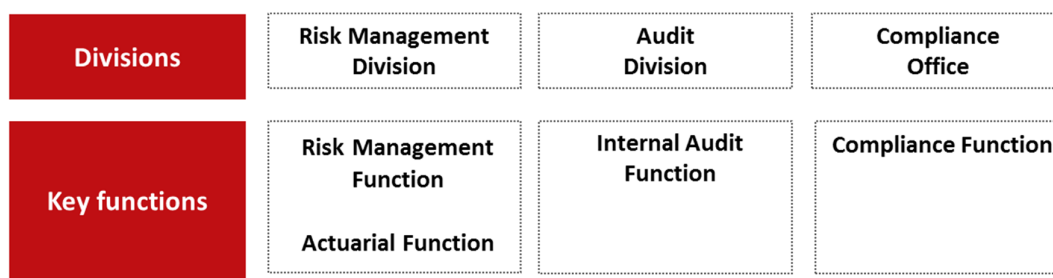 Divisions
Risk Management
Division
Audit
Division
Compliance
Office
Key functions
Risk Management
Function
Actuarial Function
Internal Audit
Function
Compliance Function